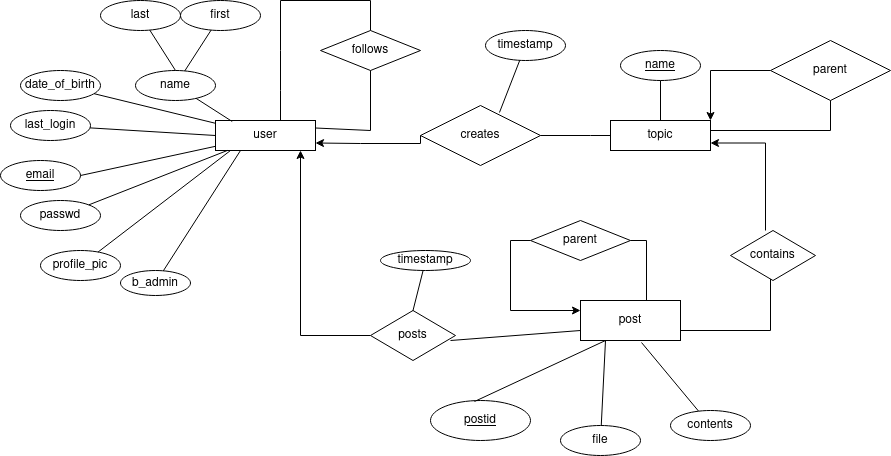 last
first
follows
timestamp
date_of_birth
name
name
parent
last_login
user
creates
topic
email
passwd
parent
contains
profile_pic
b_admin
timestamp
posts
post
postid
file
contents